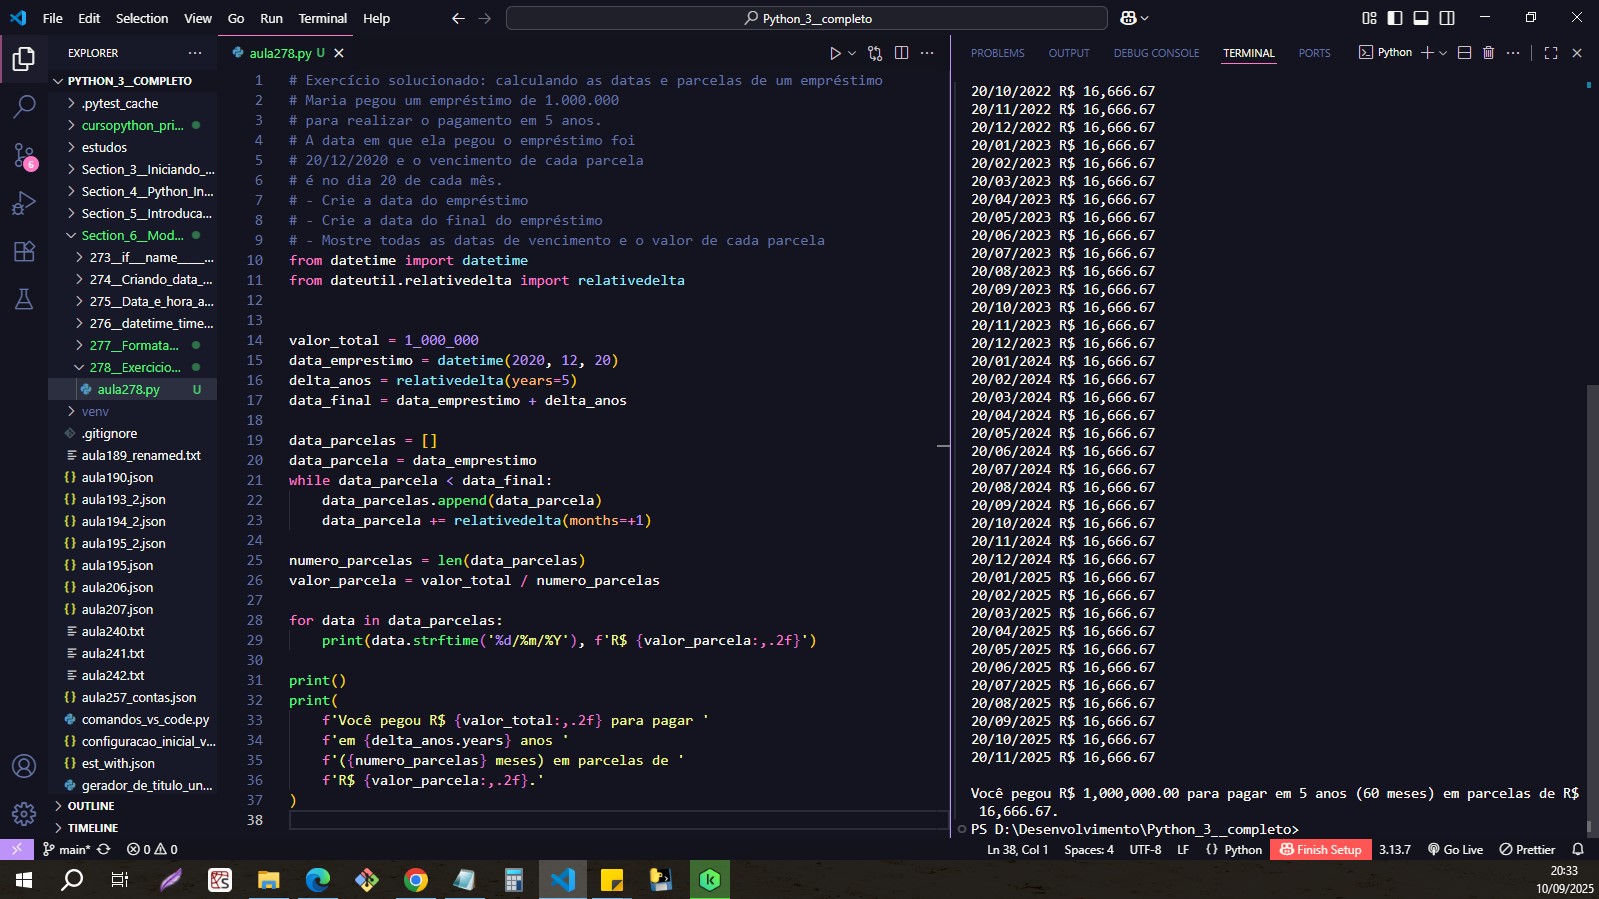 File Edit Selection View Go Run Terminal Help
Python_3__completo
EXPLORER
PYTHON_3__COMPLETO
.pytest_cache
cursopython_pri...
estudos
Section_3__Iniciando_...
Section_4__Python_In...
Section_5__Introduca...
Section_6__Mod...
273__if__name____...
274__Criando_data_...
275__Data_e_hora_a...
276__datetime_time...
277__Formata...
278__Exercicio...
aula278.py U
venv
.gitignore
aula189_renamed.txt
aula190.json
aula193_2.json
aula194_2.json
aula195_2.json
aula195.json
aula206.json
aula207.json
aula240.txt
aula241.txt
aula242.txt
aula257_contas.json
comandos_vs_code.py
configuracao_inicial_v...
est_with.json
gerador_de_titulo_un...
OUTLINE
TIMELINE
6
aula278.py U
1 # Exercício solucionado: calculando as datas e parcelas de um empréstimo
2 # Maria pegou um empréstimo de 1.000.000
3 # para realizar o pagamento em 5 anos.
4 # A data em que ela pegou o empréstimo foi
5 # 20/12/2020 e o vencimento de cada parcela
6 # é no dia 20 de cada mês.
7 # - Crie a data do empréstimo
8 # - Crie a data do final do empréstimo
9 # - Mostre todas as datas de vencimento e o valor de cada parcela
10 from datetime import datetime
11 from dateutil.relativedelta import relativedelta
12
13
14 valor_total = 1_000_000
15 data_emprestimo = datetime(2020, 12, 20)
16 delta_anos = relativedelta(years=5)
17 data_final = data_emprestimo + delta_anos
18
19 data_parcelas = []
20 data_parcela = data_emprestimo
21 while data_parcela < data_final:
22     data_parcelas.append(data_parcela)
23     data_parcela += relativedelta(months=+1)
24
25 numero_parcelas = len(data_parcelas)
26 valor_parcela = valor_total / numero_parcelas
27
28 for data in data_parcelas:
29     print(data.strftime('%d/%m/%Y'), f'R$ {valor_parcela:,.2f}')
30
31 print()
32 print(
33     f'Você pegou R$ {valor_total:,.2f} para pagar '
34     f'em {delta_anos.years} anos '
35     f'({numero_parcelas} meses) em parcelas de '
36     f'R$ {valor_parcela:,.2f}.'
37 )
38
PROBLEMS OUTPUT DEBUG CONSOLE TERMINAL PORTS Python
20/10/2022 R$ 16,666.67
20/11/2022 R$ 16,666.67
20/12/2022 R$ 16,666.67
20/01/2023 R$ 16,666.67
20/02/2023 R$ 16,666.67
20/03/2023 R$ 16,666.67
20/04/2023 R$ 16,666.67
20/05/2023 R$ 16,666.67
20/06/2023 R$ 16,666.67
20/07/2023 R$ 16,666.67
20/08/2023 R$ 16,666.67
20/09/2023 R$ 16,666.67
20/10/2023 R$ 16,666.67
20/11/2023 R$ 16,666.67
20/12/2023 R$ 16,666.67
20/01/2024 R$ 16,666.67
20/02/2024 R$ 16,666.67
20/03/2024 R$ 16,666.67
20/04/2024 R$ 16,666.67
20/05/2024 R$ 16,666.67
20/06/2024 R$ 16,666.67
20/07/2024 R$ 16,666.67
20/08/2024 R$ 16,666.67
20/09/2024 R$ 16,666.67
20/10/2024 R$ 16,666.67
20/11/2024 R$ 16,666.67
20/12/2024 R$ 16,666.67
20/01/2025 R$ 16,666.67
20/02/2025 R$ 16,666.67
20/03/2025 R$ 16,666.67
20/04/2025 R$ 16,666.67
20/05/2025 R$ 16,666.67
20/06/2025 R$ 16,666.67
20/07/2025 R$ 16,666.67
20/08/2025 R$ 16,666.67
20/09/2025 R$ 16,666.67
20/10/2025 R$ 16,666.67
20/11/2025 R$ 16,666.67
Você pegou R$ 1,000,000.00 para pagar em 5 anos (60 meses) em parcelas de R$
16,666.67.
PS D:\Desenvolvimento\Python_3__completo>
main* 0 0 Ln 38, Col 1 Spaces: 4 UTF-8 LF Python Finish Setup 3.13.7 Go Live Prettier
20:33
10/09/2025